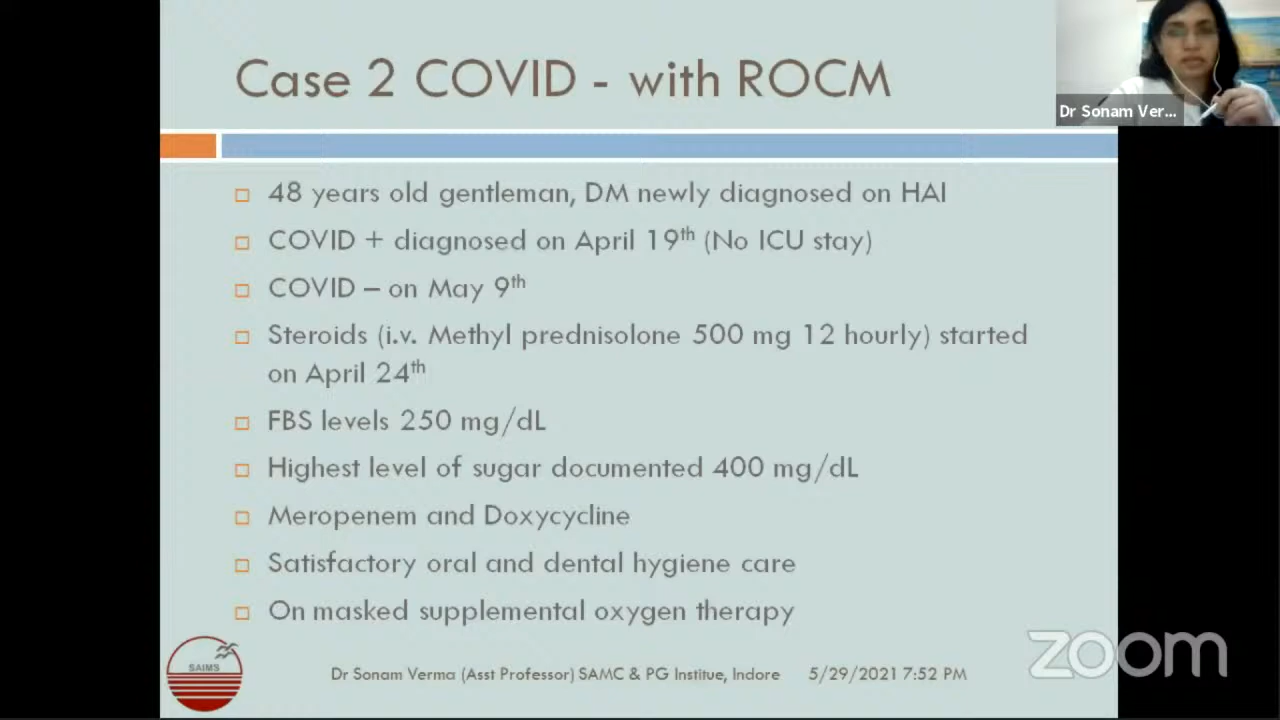 Case 2 COVID - with ROCM
Dr Sonam Ver...
48 years old gentleman, DM newly diagnosed on HAI
COVID + diagnosed on April 19th (No ICU stay)
COVID – on May 9th
Steroids (i.v. Methyl prednisolone 500 mg 12 hourly) started
on April 24th
FBS levels 250 mg/dL
Highest level of sugar documented 400 mg/dL
Meropenem and Doxycycline
Satisfactory oral and dental hygiene care
On masked supplemental oxygen therapy
SAIMS
Dr Sonam Verma (Asst Professor) SAMC & PG Institue, Indore 5/29/2021 7:52 PM
zoom